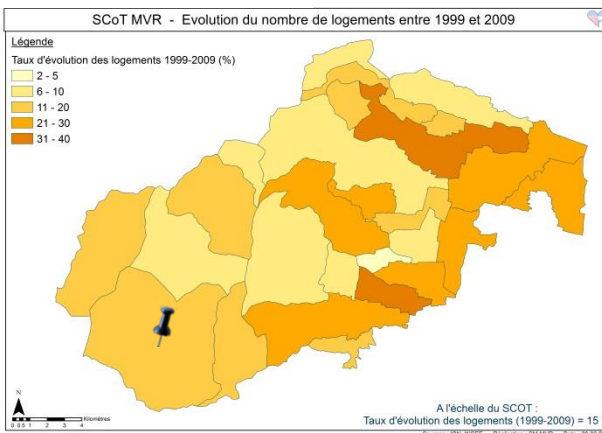 SCoT MVR - Evolution du nombre de logements entre 1999 et 2009
Légende
Taux d'évolution des logements 1999-2009 (%)
2 - 5
6 - 10
11 - 20
21 - 30
31 - 40
N
0 0.5 1 2 3 4 Kilomètres
A l'échelle du SCOT :
Taux d'évolution des logements (1999-2009) = 15